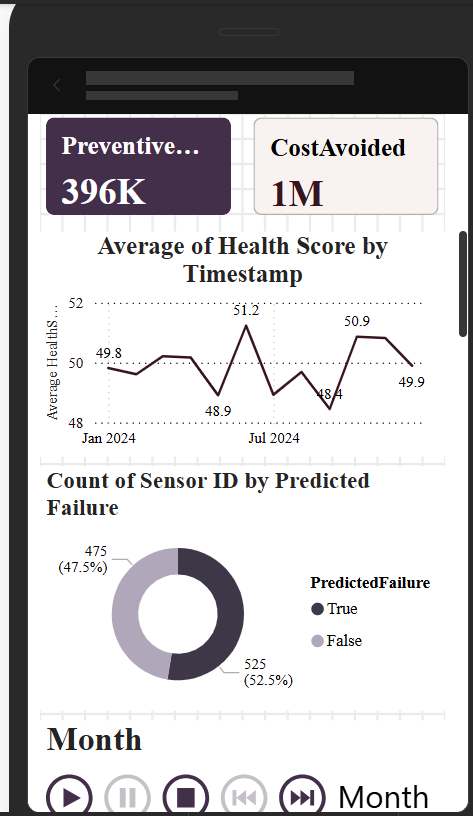 Preventive…
CostAvoided
396K
1M
Average of Health Score by
Timestamp
Average HealthS…
52
50
48
49.8
48.9
51.2
48.4
50.9
49.9
Jan 2024
Jul 2024
Count of Sensor ID by Predicted
Failure
475
(47.5%)
525
(52.5%)
PredictedFailure
True
False
Month
Month